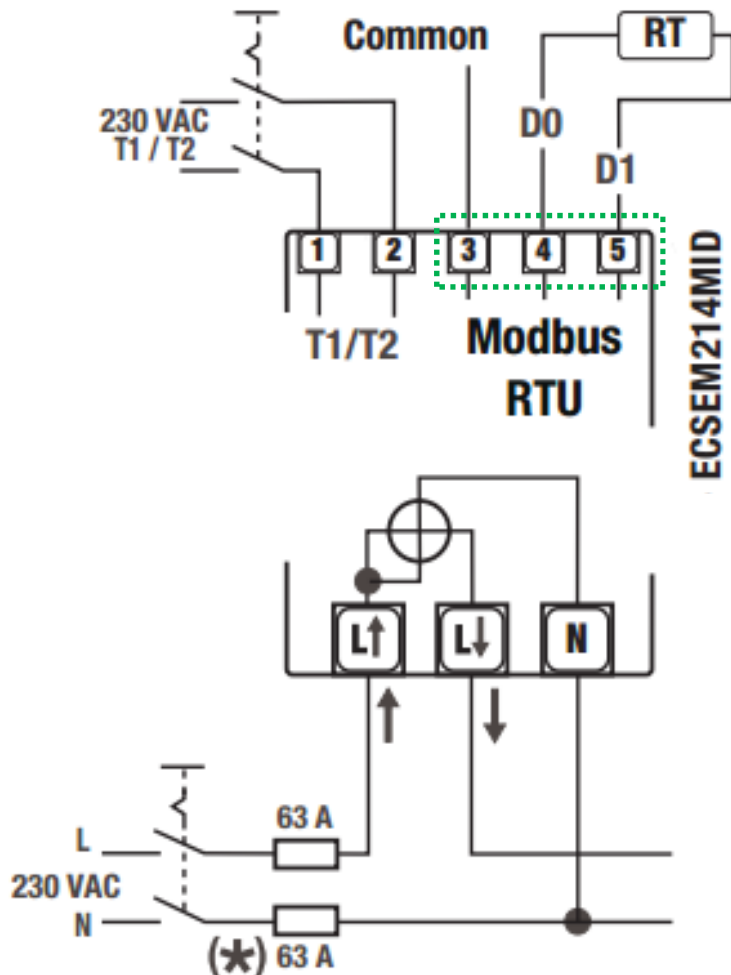 Common
RT
230 VAC
T1 / T2
D0
D1
1
2
3
4
5
T1/T2
Modbus
RTU
ECSEM214MID
L
L
N
63 A
L
230 VAC
N
(*)
63 A